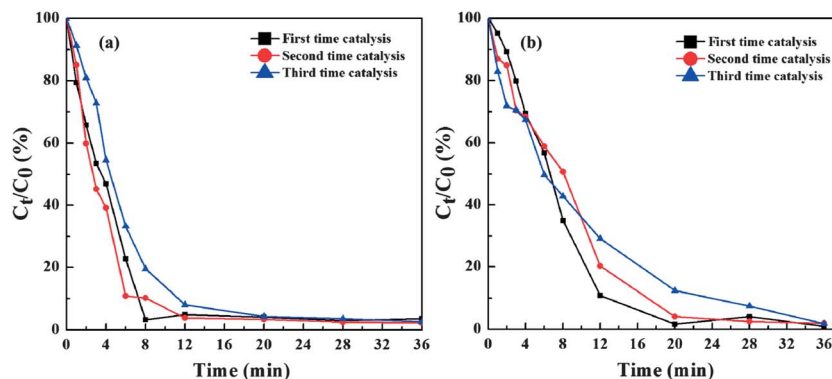 (a)
First time catalysis
Second time catalysis
Third time catalysis
100
80
60
40
20
0
Ct/C0 (%)
0 4 8 12 16 20 24 28 32 36
Time (min)
(b)
First time catalysis
Second time catalysis
Third time catalysis
100
80
60
40
20
0
Ct/C0 (%)
0 4 8 12 16 20 24 28 32 36
Time (min)